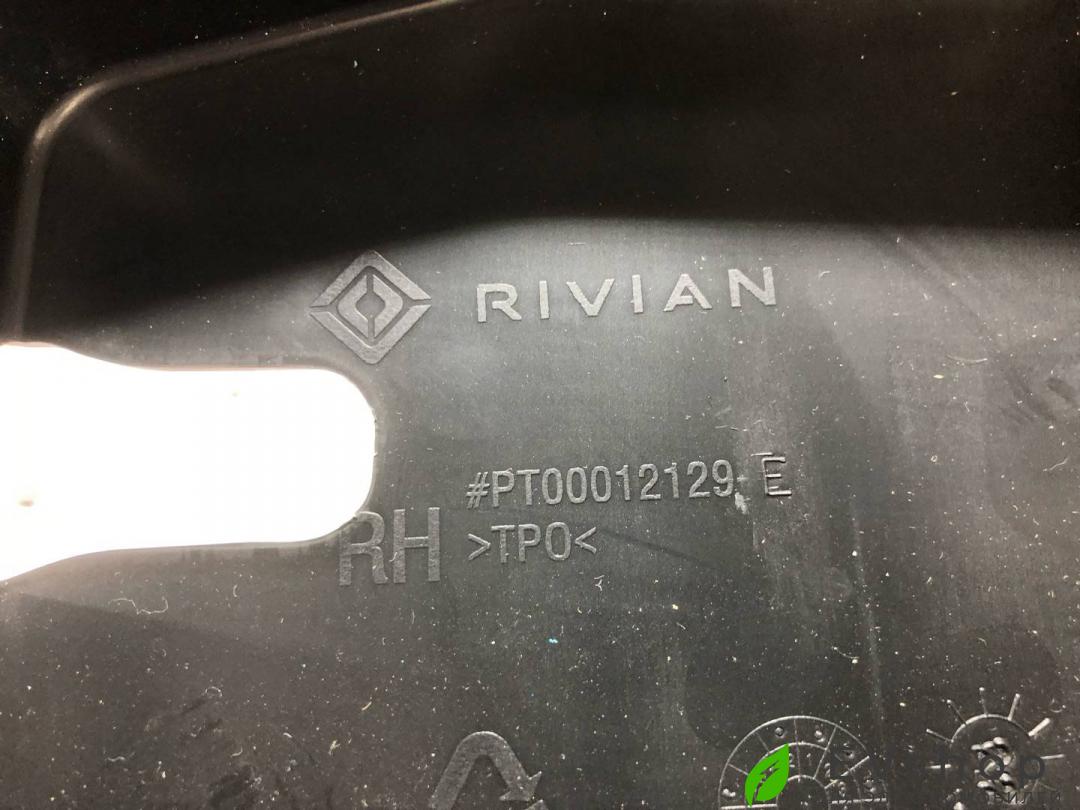 RIVIAN
#PT00012129 E
RH >TPO<